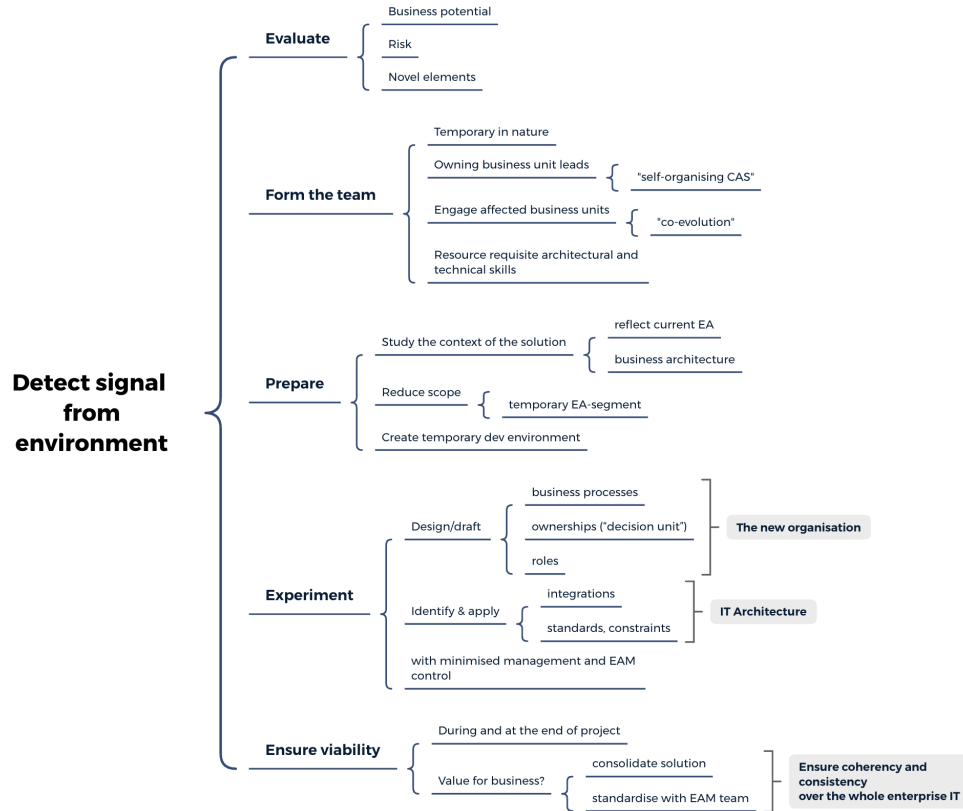 Detect signal
from
environment
Evaluate
Business potential
Risk
Novel elements
Form the team
Temporary in nature
Owning business unit leads
"self-organising CAS"
Engage affected business units
"co-evolution"
Resource requisite architectural and
technical skills
Prepare
Study the context of the solution
reflect current EA
business architecture
Reduce scope
temporary EA-segment
Create temporary dev environment
Experiment
Design/draft
business processes
ownerships (“decision unit”)
roles
The new organisation
Identify & apply
integrations
standards, constraints
IT Architecture
with minimised management and EAM
control
Ensure viability
During and at the end of project
Value for business?
consolidate solution
standardise with EAM team
Ensure coherency and
consistency
over the whole enterprise IT